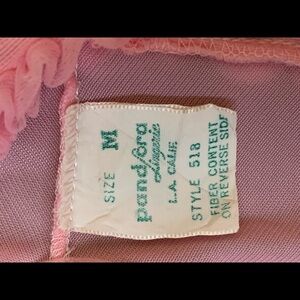 SIZE M
pandora
Lingerie
L.A. CALIF.
STYLE 518
FIBER CONTENT
ON REVERSE SIDE